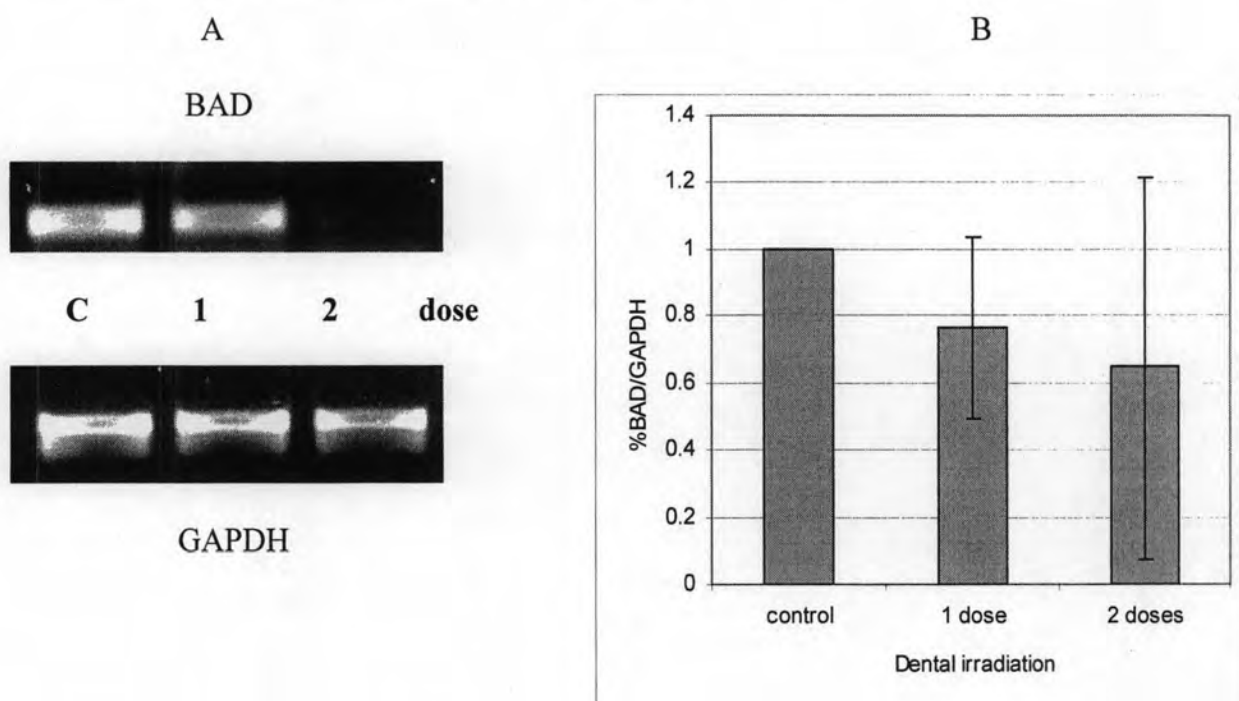 A
BAD
C 1 2 dose
GAPDH
B
1.4
1.2
1
0.8
0.6
0.4
0.2
0
%BAD/GAPDH
control 1 dose 2 doses
Dental irradiation